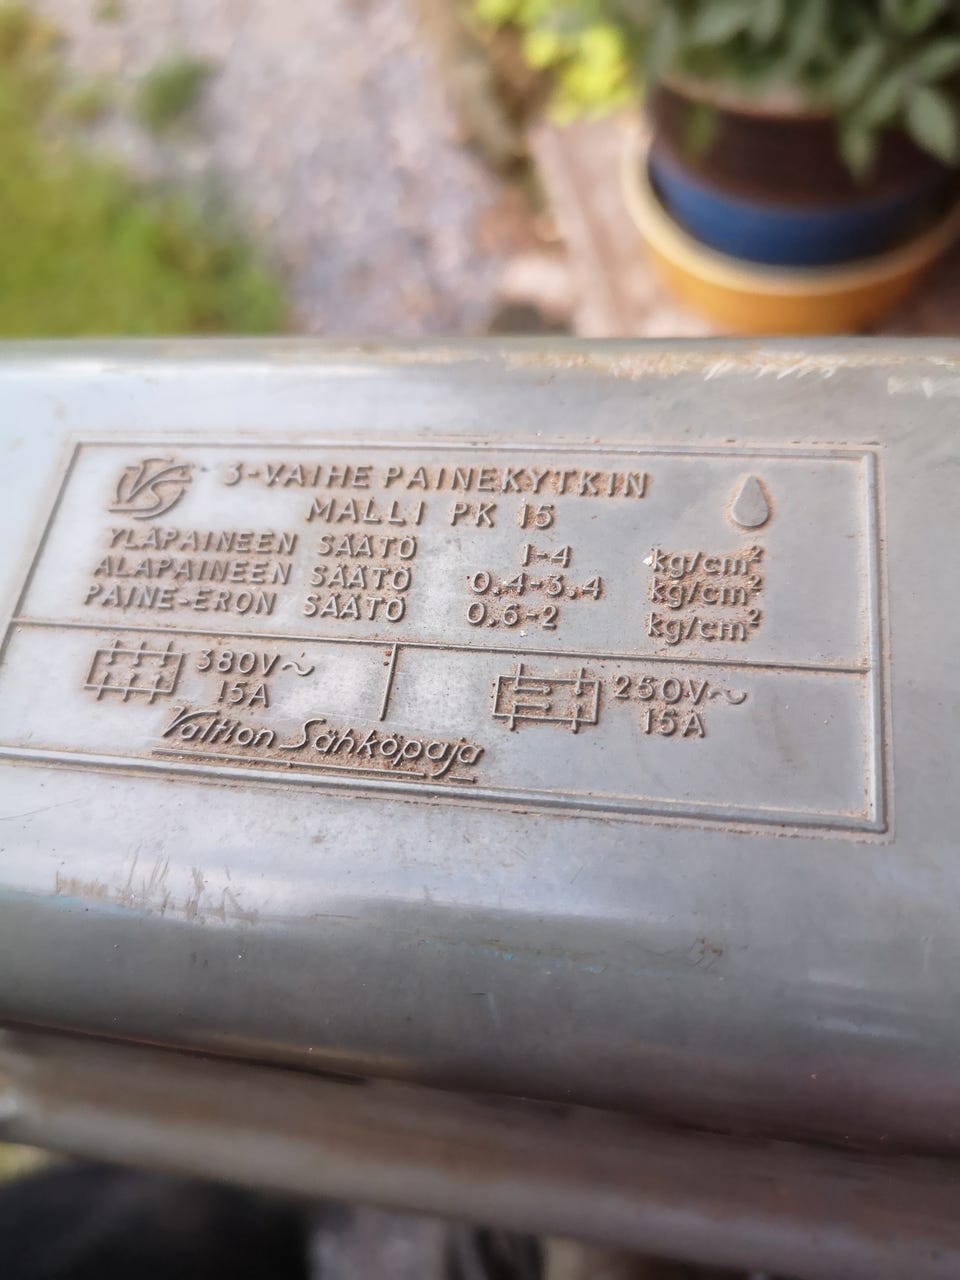 VS 3-VAIHE PAINEKYTKIN
MALLI PK 15
YLÄPAINEEN SÄÄTÖ 1-4 kg/cm²
ALAPAINEEN SÄÄTÖ 0.4-3.4 kg/cm²
PAINE-ERON SÄÄTÖ 0.6-2 kg/cm²
380V~
15A
250V~
15A
Valtion Sähköpaja